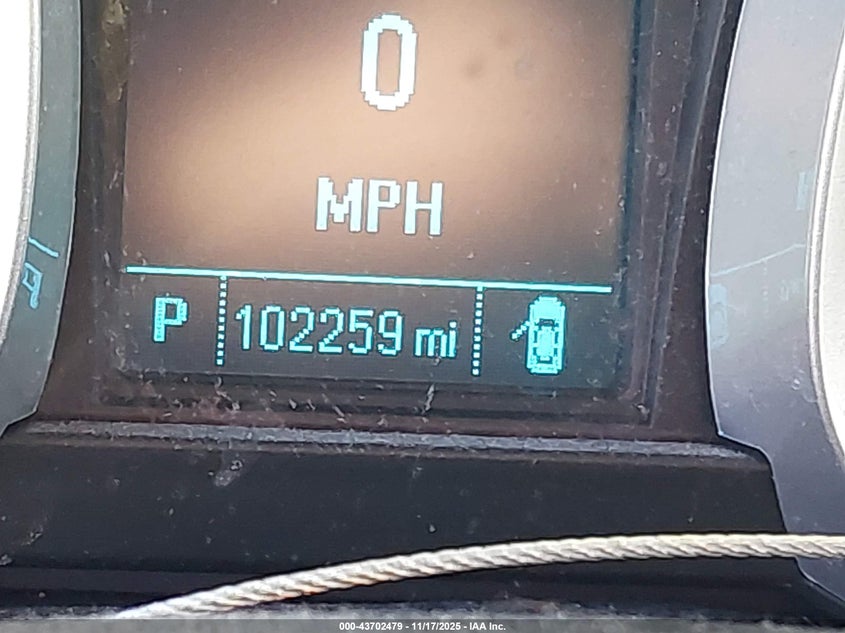 0
MPH
P 102259 mi
000-43702479 - 11/17/2025 - IAA Inc.